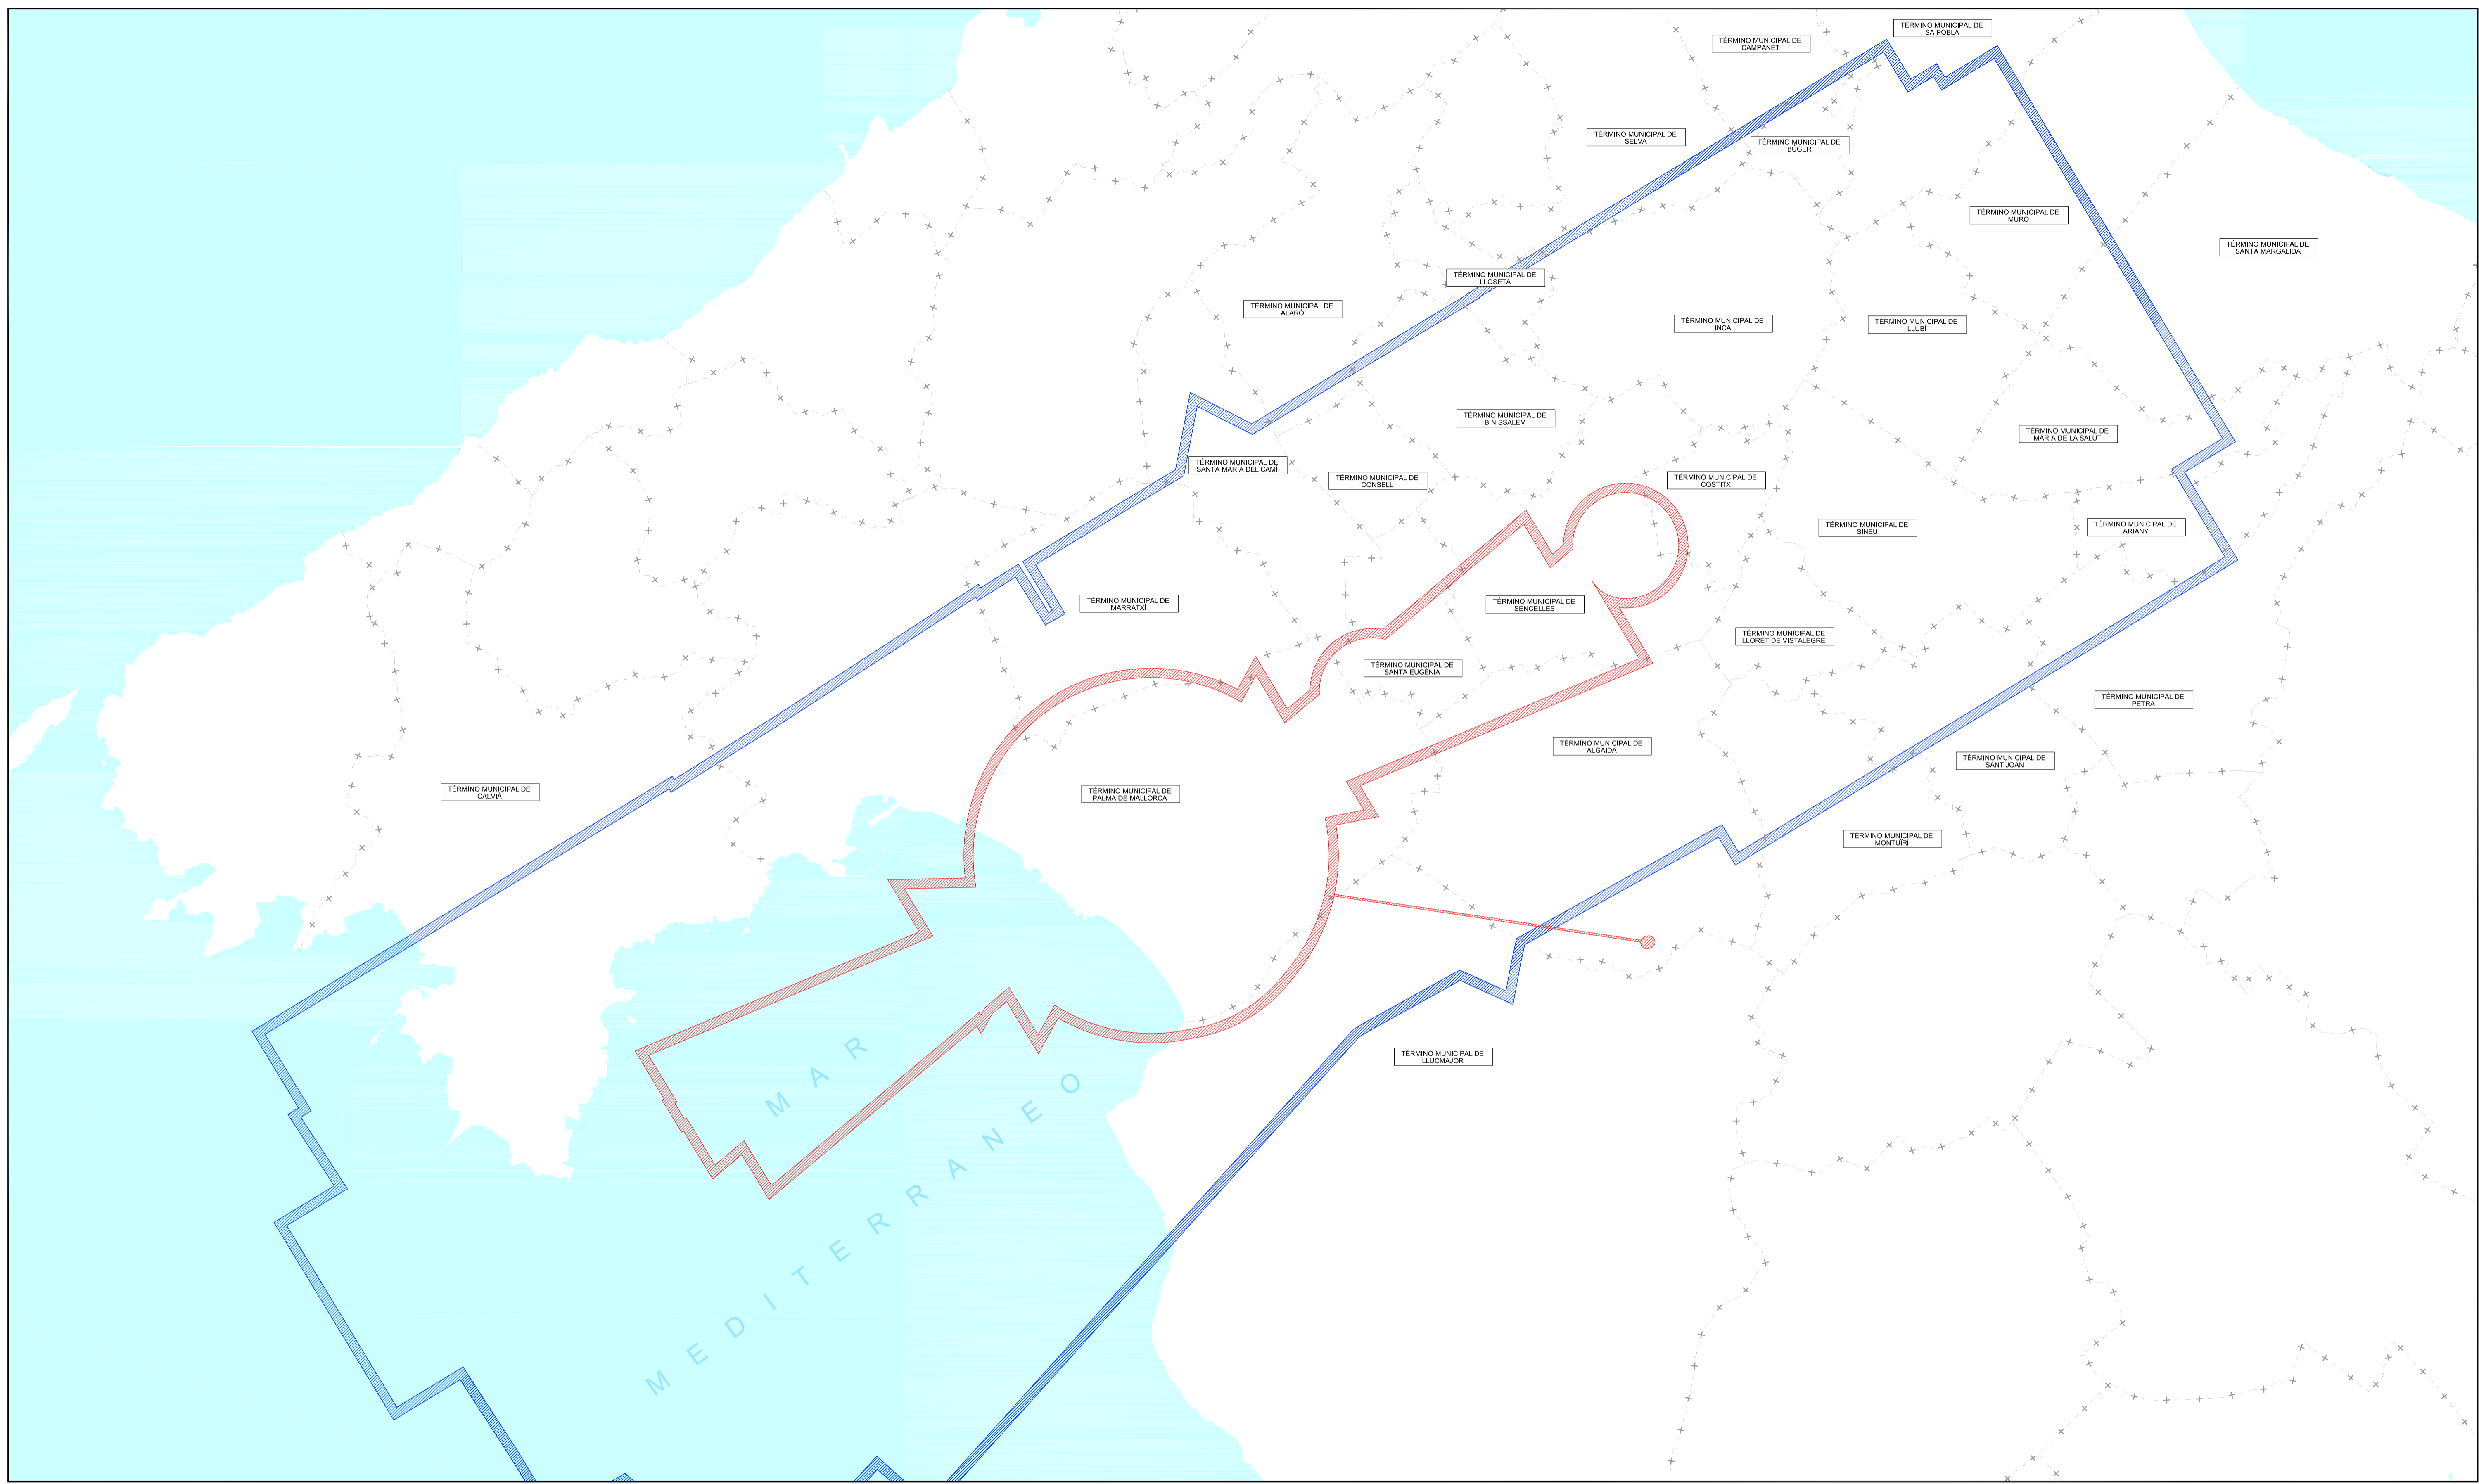 TÉRMINO MUNICIPAL DE
SA POBLA
TÉRMINO MUNICIPAL DE
CAMPANET
TÉRMINO MUNICIPAL DE
SELVA
TÉRMINO MUNICIPAL DE
BÚGER
TÉRMINO MUNICIPAL DE
MURO
TÉRMINO MUNICIPAL DE
SANTA MARGALIDA
TÉRMINO MUNICIPAL DE
LLOSETA
TÉRMINO MUNICIPAL DE
ALARÓ
TÉRMINO MUNICIPAL DE
INCA
TÉRMINO MUNICIPAL DE
LLUBÍ
TÉRMINO MUNICIPAL DE
BINISSALEM
TÉRMINO MUNICIPAL DE
MARIA DE LA SALUT
TÉRMINO MUNICIPAL DE
SANTA MARÍA DEL CAMÍ
TÉRMINO MUNICIPAL DE
CONSELL
TÉRMINO MUNICIPAL DE
COSTITX
TÉRMINO MUNICIPAL DE
SINEU
TÉRMINO MUNICIPAL DE
ARIANY
TÉRMINO MUNICIPAL DE
MARRATXÍ
TÉRMINO MUNICIPAL DE
SENCELLES
TÉRMINO MUNICIPAL DE
LLORET DE VISTALEGRE
TÉRMINO MUNICIPAL DE
SANTA EUGÈNIA
TÉRMINO MUNICIPAL DE
PETRA
TÉRMINO MUNICIPAL DE
ALGAIDA
TÉRMINO MUNICIPAL DE
SANT JOAN
TÉRMINO MUNICIPAL DE
CALVIÀ
TÉRMINO MUNICIPAL DE
PALMA DE MALLORCA
TÉRMINO MUNICIPAL DE
MONTUÏRI
TÉRMINO MUNICIPAL DE
LLUCMAJOR
MAR
MEDITERRANEO